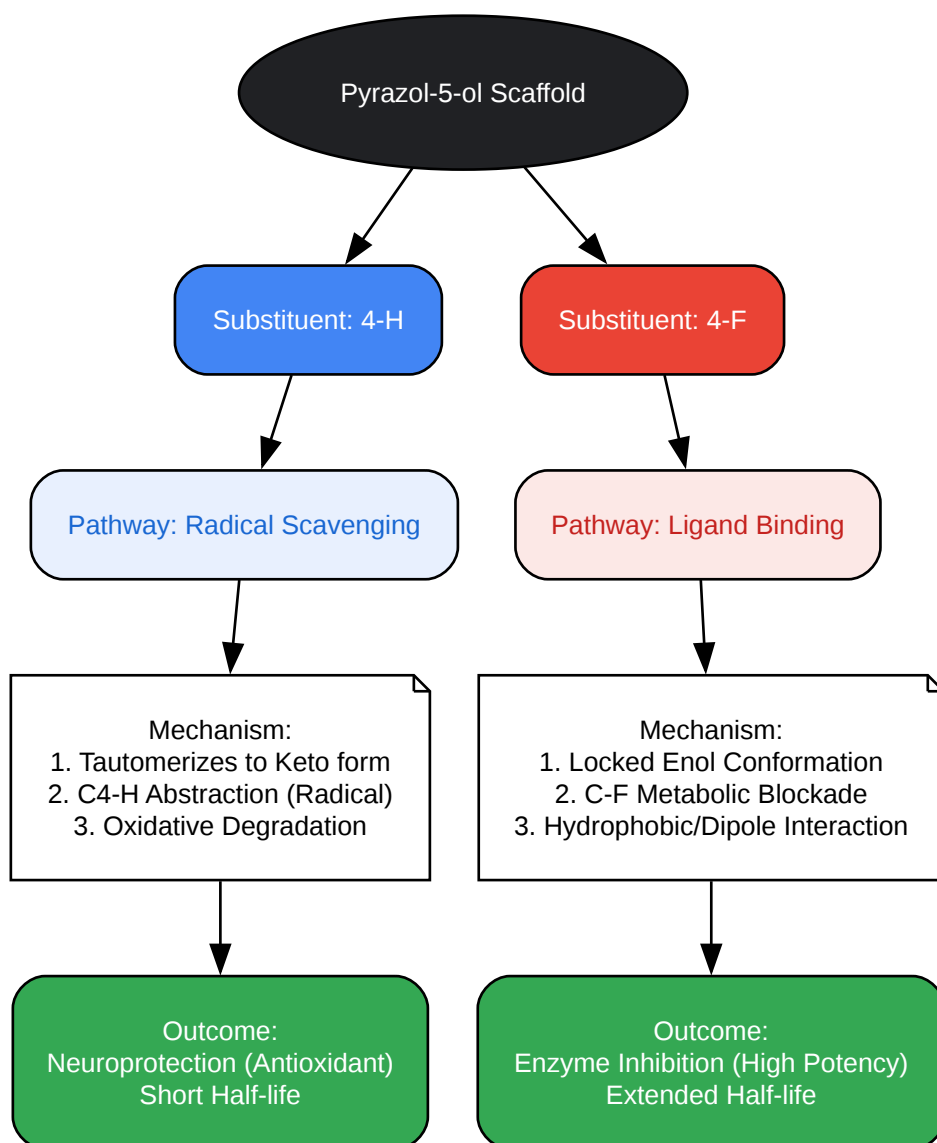 Pyrazol-5-ol Scaffold
Substituent: 4-H
Substituent: 4-F
Pathway: Radical Scavenging
Pathway: Ligand Binding
Mechanism:
1. Tautomerizes to Keto form
2. C4-H Abstraction (Radical)
3. Oxidative Degradation
Mechanism:
1. Locked Enol Conformation
2. C-F Metabolic Blockade
3. Hydrophobic/Dipole Interaction
Outcome:
Neuroprotection (Antioxidant)
Short Half-life
Outcome:
Enzyme Inhibition (High Potency)
Extended Half-life